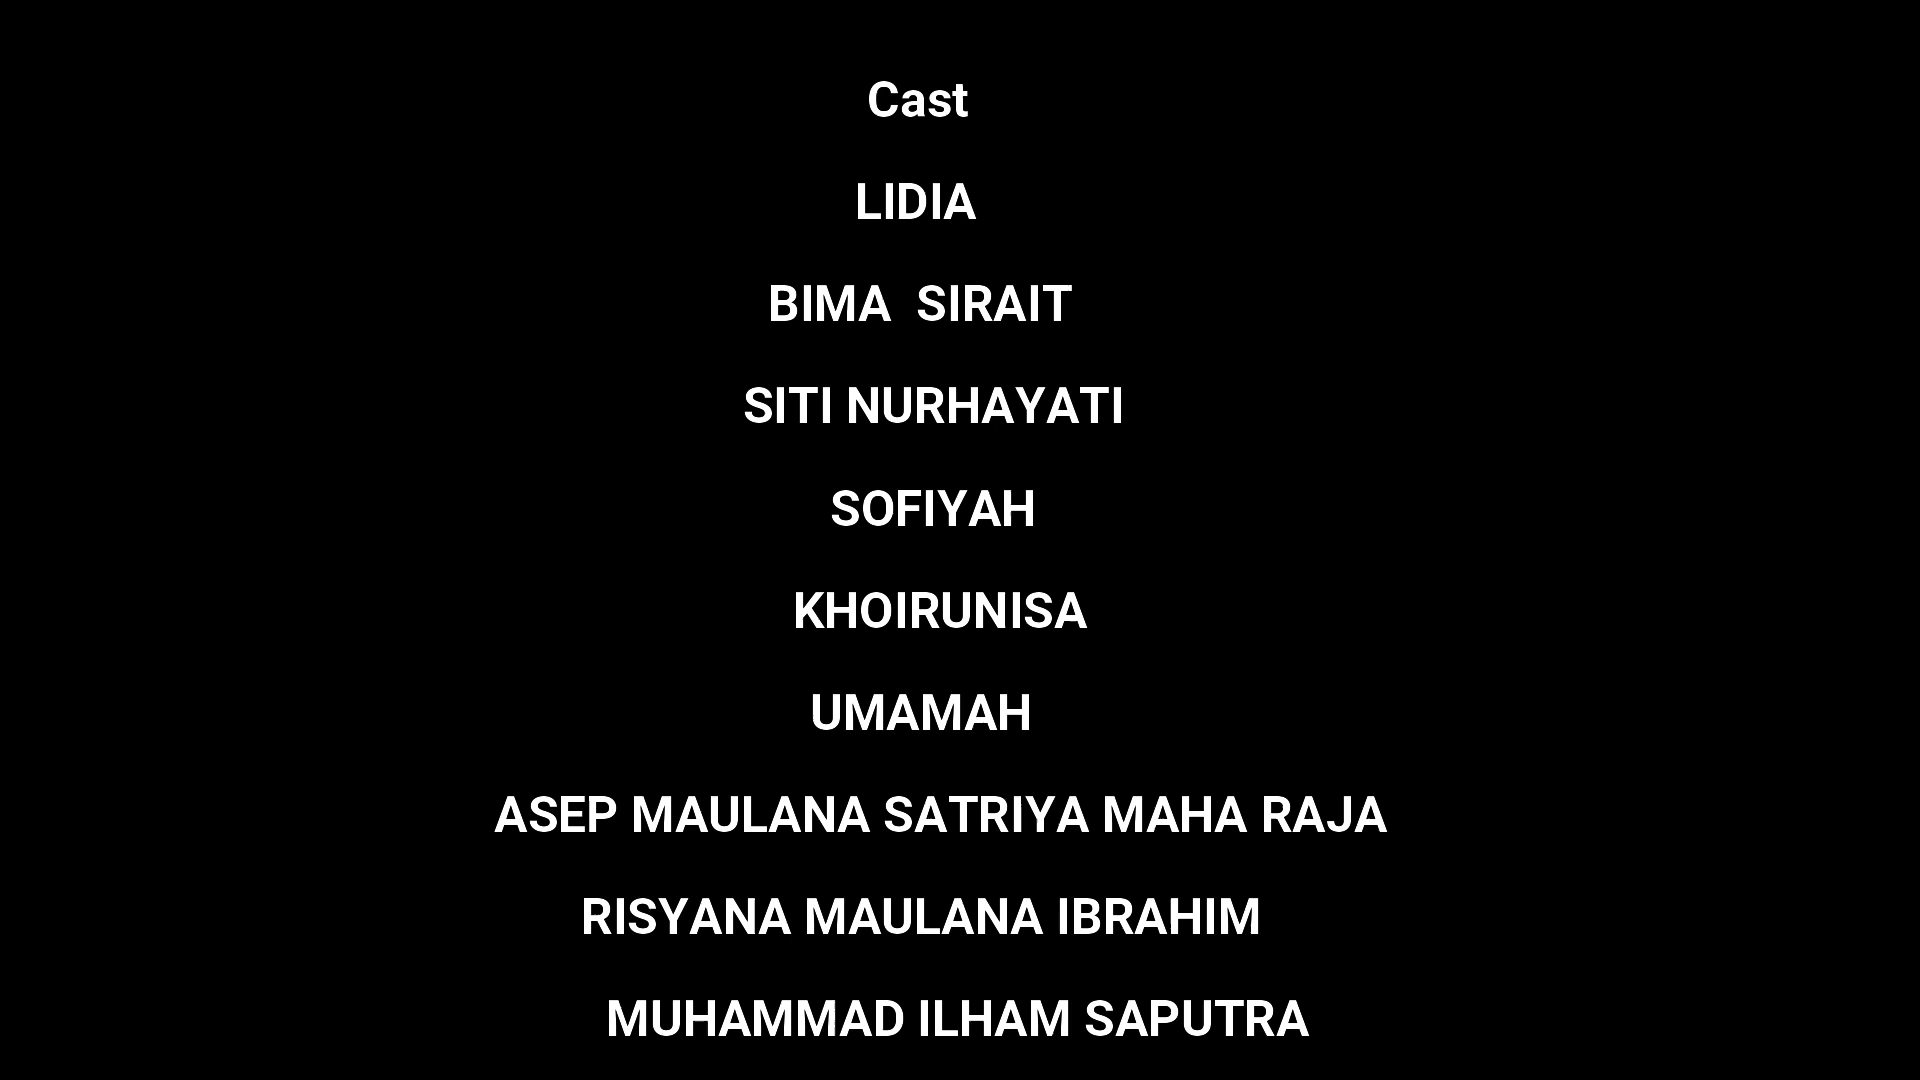 Cast
LIDIA
BIMA  SIRAIT
SITI NURHAYATI
SOFIYAH
KHOIRUNISA
UMAMAH
ASEP MAULANA SATRIYA MAHA RAJA
RISYANA MAULANA IBRAHIM
MUHAMMAD ILHAM SAPUTRA